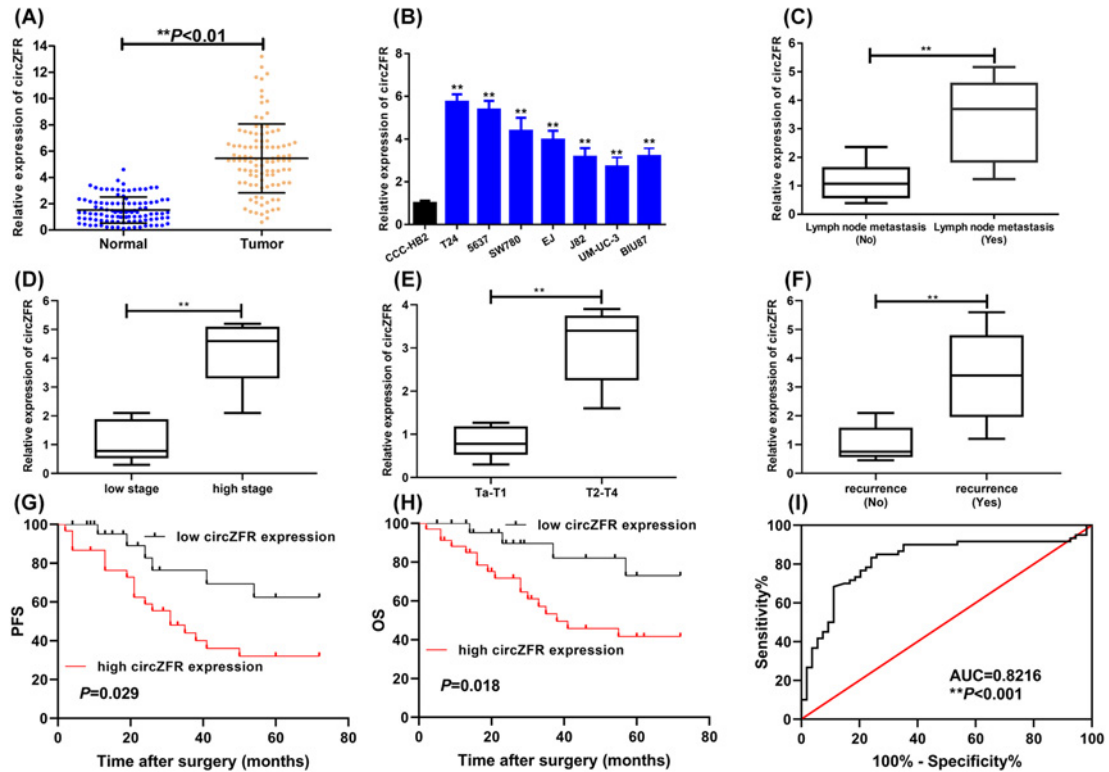 (A)
**P<0.01
Relative expression of circZFR
14
12
10
8
6
4
2
0
Normal
Tumor
(B)
Relative expression of circZFR
8
6
4
2
0
**
**
**
**
**
**
**
CCC-HB2
T24
5637
SW780
EJ
J82
UM-UC-3
BIU87
(C)
Relative expression of circZFR
6
5
4
3
2
1
0
**
Lymph node metastasis
(No)
Lymph node metastasis
(Yes)
(D)
Relative expression of circZFR
6
5
4
3
2
1
0
**
low stage
high stage
(E)
Relative expression of circZFR
4
3
2
1
0
**
Ta-T1
T2-T4
(F)
Relative expression of circZFR
6
5
4
3
2
1
0
**
recurrence
(No)
recurrence
(Yes)
(G)
PFS
100
80
60
40
20
0
low circZFR expression
high circZFR expression
P=0.029
0
20
40
60
80
Time after surgery (months)
(H)
OS
100
80
60
40
20
0
low circZFR expression
high circZFR expression
P=0.018
0
20
40
60
80
Time after surgery (months)
(I)
Sensitivity%
100
80
60
40
20
0
AUC=0.8216
**P<0.001
0
20
40
60
80
100
100% - Specificity%